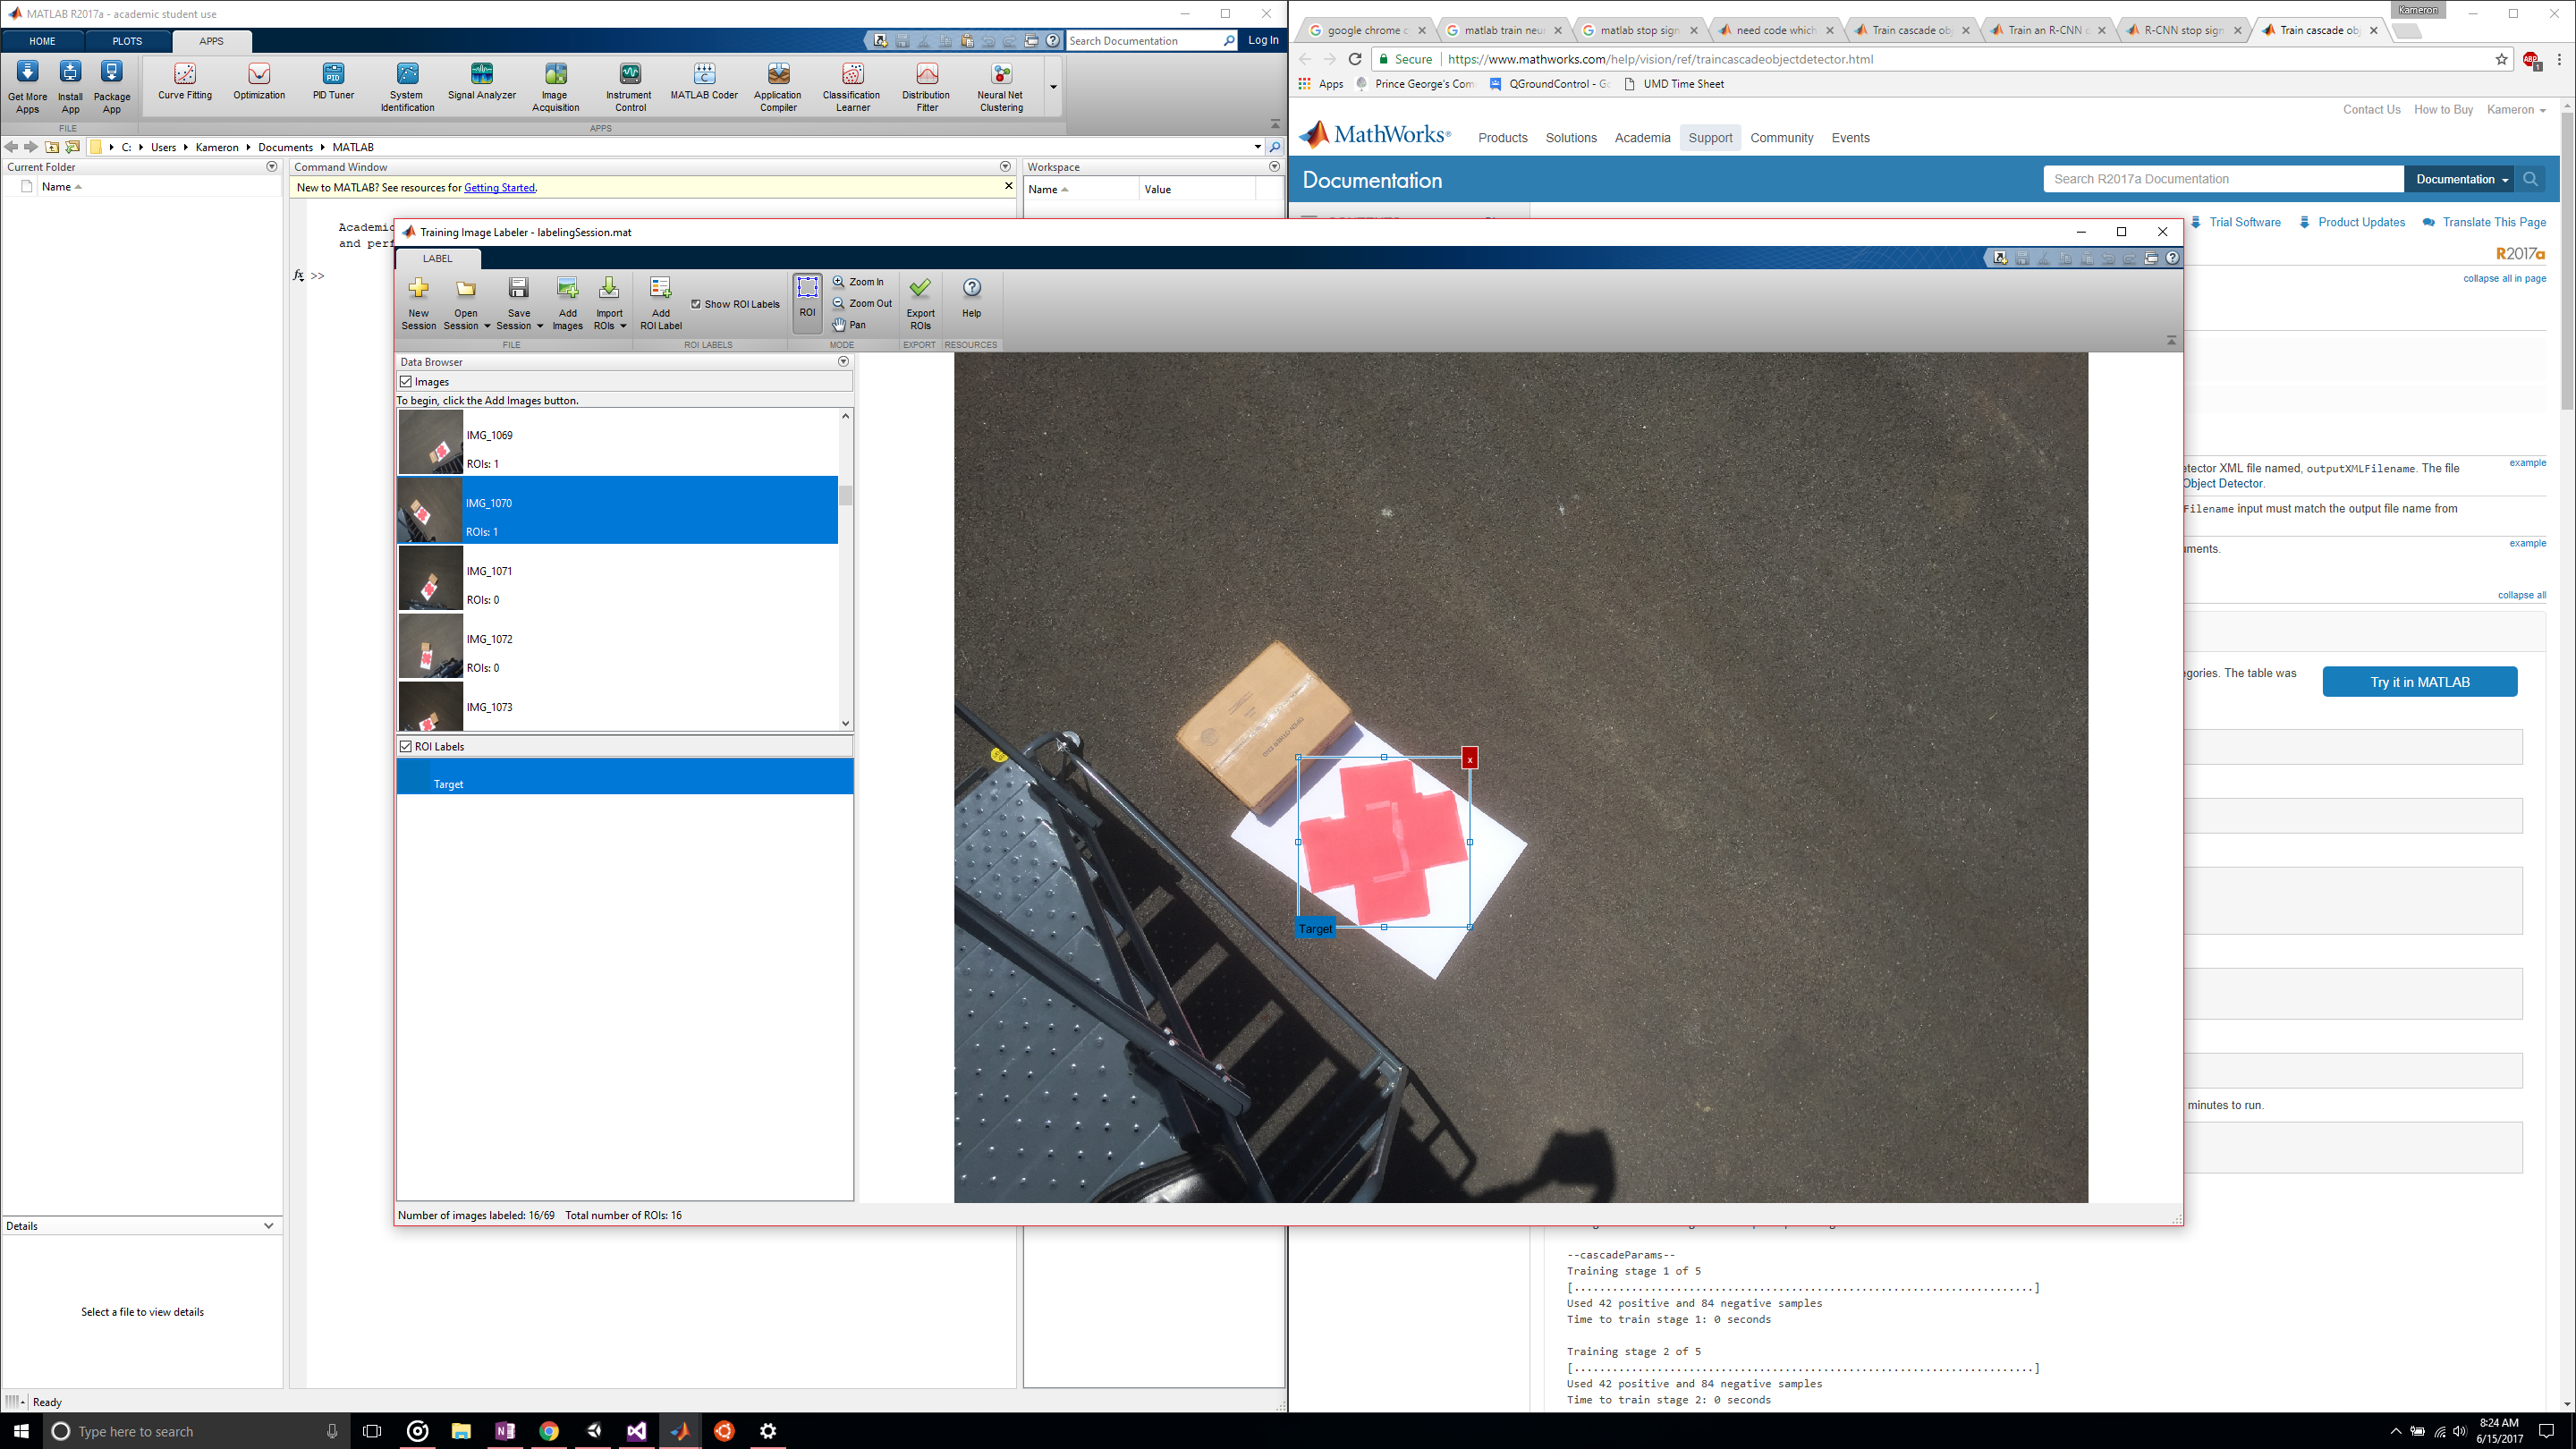 MATLAB R2017a - academic student use
HOME
PLOTS
APPS
Search Documentation
Log In
Get More Apps
Install App
Package App
Curve Fitting
Optimization
PID Tuner
System Identification
Signal Analyzer
Image Acquisition
Instrument Control
MATLAB Coder
Application Compiler
Classification Learner
Distribution Fitter
Neural Net Clustering
FILE
APPS
C: Users Kameron Documents MATLAB
Current Folder
Name
Command Window
New to MATLAB? See resources for Getting Started.
Academic
and perf
fx >>
Workspace
Name
Value
Details
Select a file to view details
Ready
Training Image Labeler - labelingSession.mat
LABEL
New Session
Open Session
Save Session
Add Images
Import ROIs
Add ROI Label
Show ROI Labels
ROI
Zoom In
Zoom Out
Pan
Export ROIs
Help
FILE
ROI LABELS
MODE
EXPORT
RESOURCES
Data Browser
Images
To begin, click the Add Images button.
IMG_1069
ROIs: 1
IMG_1070
ROIs: 1
IMG_1071
ROIs: 0
IMG_1072
ROIs: 0
IMG_1073
ROI Labels
Target
x
Target
Number of images labeled: 16/69 Total number of ROIs: 16
Kameron
google chrome c
matlab train neur
matlab stop sign
need code which
Train cascade obj
Train an R-CNN
R-CNN stop sign
Train cascade obj
Secure https://www.mathworks.com/help/vision/ref/traincascadeobjectdetector.html
Apps
Prince George's Com
QGroundControl - Go
UMD Time Sheet
Contact Us
How to Buy
Kameron
MathWorks®
Products
Solutions
Academia
Support
Community
Events
Documentation
Search R2017a Documentation
Documentation
Trial Software
Product Updates
Translate This Page
R2017a
collapse all in page
etector XML file named, outputXMLFilename. The file
example
Object Detector.
Filename input must match the output file name from
uments.
example
collapse all
egories. The table was
Try it in MATLAB
minutes to run.
--cascadeParams--
Training stage 1 of 5
[........................................................................]
Used 42 positive and 84 negative samples
Time to train stage 1: 0 seconds
Training stage 2 of 5
[........................................................................]
Used 42 positive and 84 negative samples
Time to train stage 2: 0 seconds
Type here to search
8:24 AM
6/15/2017